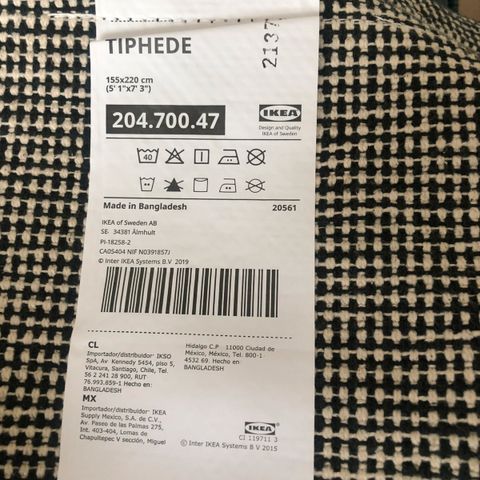 TIPHEDE
2137
155x220 cm
(5' 1"x7' 3")
204.700.47
IKEA
Design and Quality
IKEA of Sweden
40
Made in Bangladesh 20561
IKEA of Sweden AB
SE- 34381 Älmhult
PI-18258-2
CA05404 NIF N0391857J
© Inter IKEA Systems B.V 2019
CL
Importador/distribuidor IKSO
Av. Kennedy 5454, piso 5,
Vitacura, Santiago, Chile, Tel
56 2 241 28 900, RUT
76.993.859-1 Hecho en:
BANGLADESH
MX
Importador/distribuidor IKEA
Supply Mexico, S.A. de C.V.,
Av. Paseo de las Palmas 275,
Int. 403-404, Lomas de
Chapultepec V sección, Miguel
Hidalgo C.P 11000 Ciudad de
México, México, Tel. 800-1-
4532 69. Hecho en
BANGLADESH
IKEA
CI 119711 3
© Inter IKEA Systems B V 2015